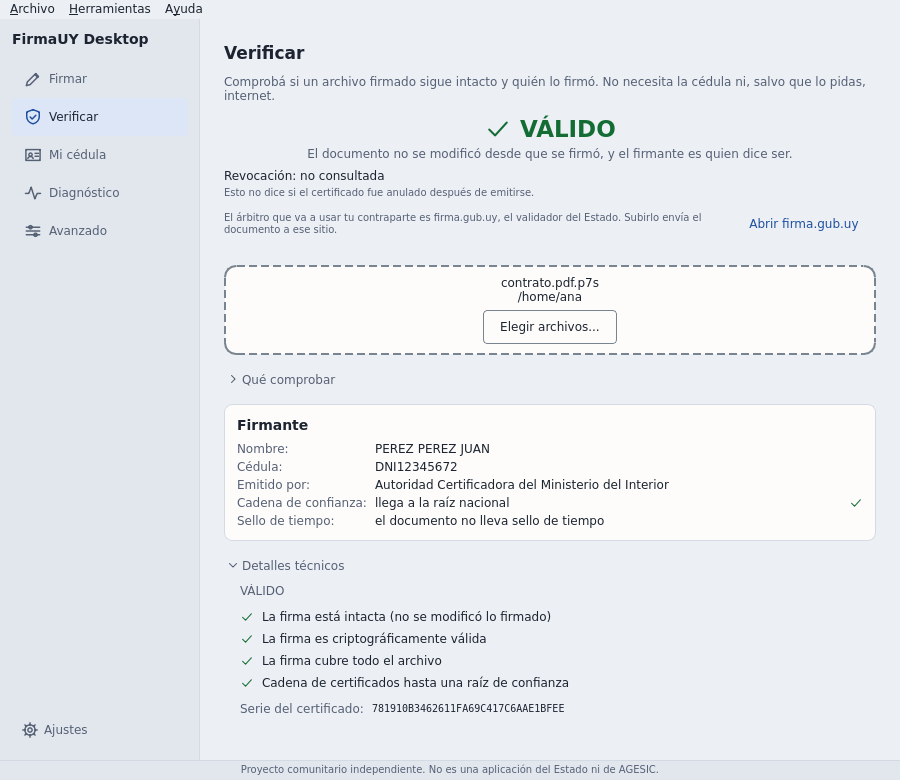 Archivo Herramientas Ayuda
FirmaUY Desktop
Firmar
Verificar
Mi cédula
Diagnóstico
Avanzado
Ajustes
Verificar
Comprobá si un archivo firmado sigue intacto y quién lo firmó. No necesita la cédula ni, salvo que lo pidas,
internet.
VÁLIDO
El documento no se modificó desde que se firmó, y el firmante es quien dice ser.
Revocación: no consultada
Esto no dice si el certificado fue anulado después de emitirse.
El árbitro que va a usar tu contraparte es firma.gub.uy, el validador del Estado. Subirlo envía el
documento a ese sitio.
Abrir firma.gub.uy
contrato.pdf.p7s
/home/ana
Elegir archivos...
Qué comprobar
Firmante
Nombre: PEREZ PEREZ JUAN
Cédula: DNI12345672
Emitido por: Autoridad Certificadora del Ministerio del Interior
Cadena de confianza: llega a la raíz nacional
Sello de tiempo: el documento no lleva sello de tiempo
Detalles técnicos
VÁLIDO
La firma está intacta (no se modificó lo firmado)
La firma es criptográficamente válida
La firma cubre todo el archivo
Cadena de certificados hasta una raíz de confianza
Serie del certificado: 781910B3462611FA69C417C6AAE1BFEE
Proyecto comunitario independiente. No es una aplicación del Estado ni de AGESIC.